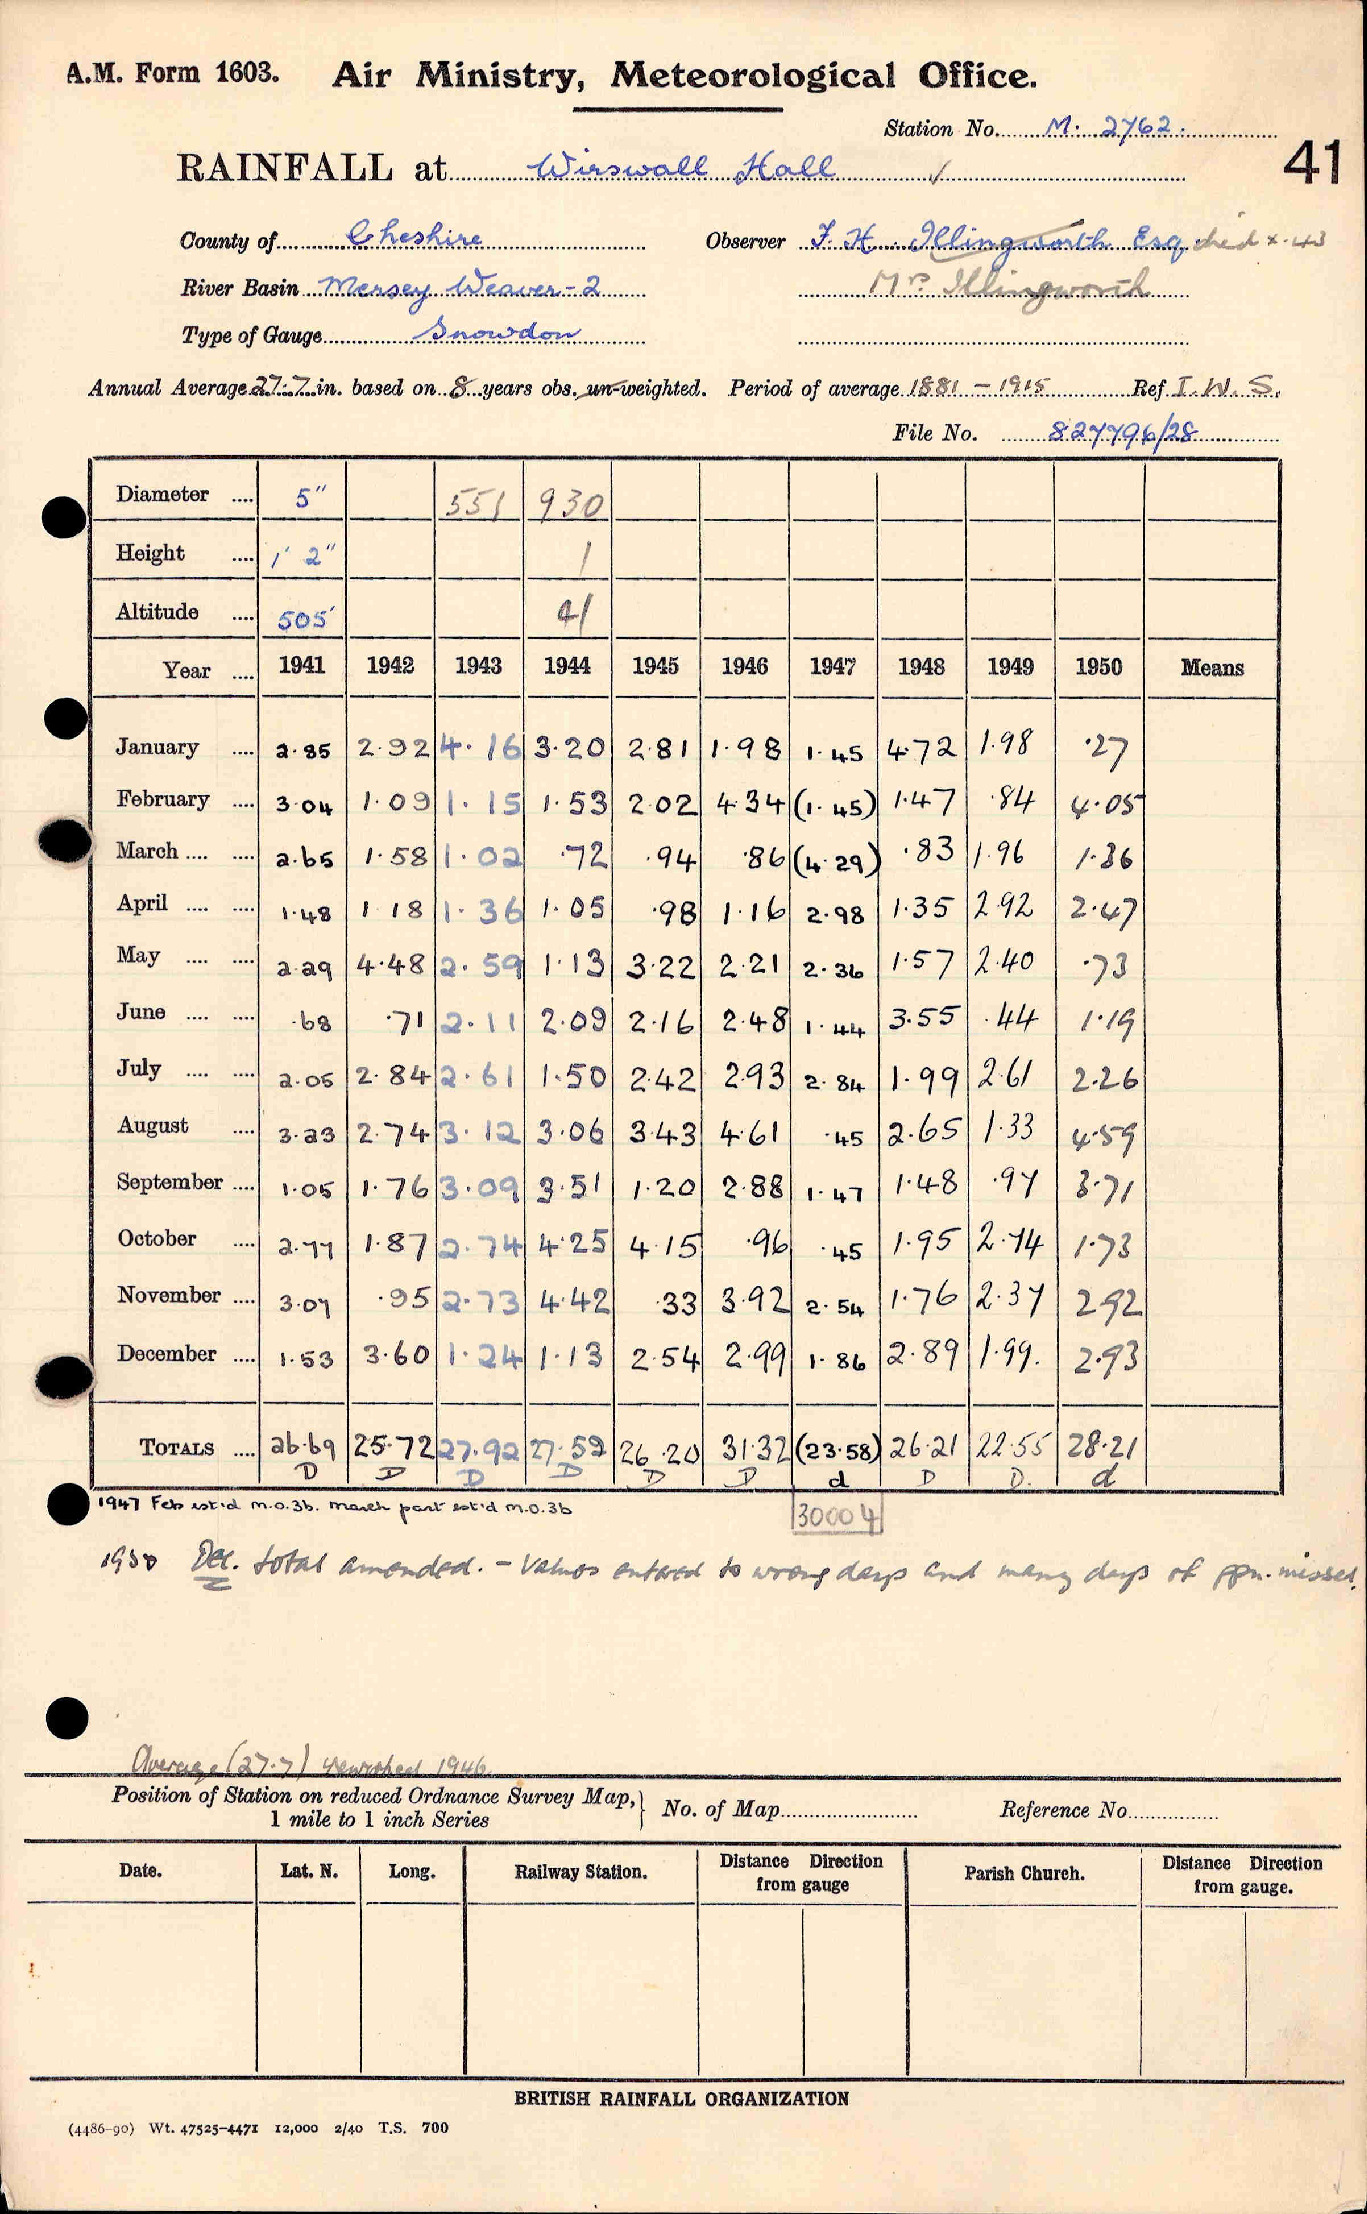 A.M. Form 1603. Air Ministry, Meteorological Office.
Station No. M. 2762.
RAINFALL at Wirswall Hall ✓
41
County of Cheshire Observer F. H. Illingworth Esq died x.43
River Basin Mersey Weaver-2 Mrs Illingworth
Type of Gauge Snowdon
Annual Average 27.7 in. based on 8 years obs. un-weighted. Period of average 1881 - 1915 Ref. I. W. S.
File No. 827796/28
Diameter .... 5" 551 930
Height .... 1' 2" 1
Altitude .... 505' 41
Year .... 1941 1942 1943 1944 1945 1946 1947 1948 1949 1950 Means
January .... 2.85 2.92 4.16 3.20 2.81 1.98 1.45 4.72 1.98 .27
February .... 3.04 1.09 1.15 1.53 2.02 4.34 (1.45) 1.47 .84 4.05
March .... .... 2.65 1.58 1.02 .72 .94 .86 (4.29) .83 1.96 1.36
April .... .... 1.48 1.18 1.36 1.05 .98 1.16 2.98 1.35 2.92 2.47
May .... .... 2.29 4.48 2.59 1.13 3.22 2.21 2.36 1.57 2.40 .73
June .... .... .68 .71 2.11 2.09 2.16 2.48 1.44 3.55 .44 1.19
July .... .... 2.05 2.84 2.61 1.50 2.42 2.93 2.84 1.99 2.61 2.26
August .... 3.23 2.74 3.12 3.06 3.43 4.61 .45 2.65 1.33 4.59
September .... 1.05 1.76 3.09 3.51 1.20 2.88 1.47 1.48 .97 3.71
October .... 2.77 1.87 2.74 4.25 4.15 .96 .45 1.95 2.74 1.73
November .... 3.07 .95 2.73 4.42 .33 3.92 2.54 1.76 2.37 2.92
December .... 1.53 3.60 1.24 1.13 2.54 2.99 1.86 2.89 1.99. 2.93
TOTALS .... 26.69 25.72 27.92 27.59 26.20 31.32 (23.58) 26.21 22.55 28.21
D D D D D D d D D. d
1947 Feb est'd m.o.3b. March part est'd m.o.3b
30004
1950 Dec. total amended. - Values entered to wrong days and many days of ppn. missed.
Average (27.7) 1946
Position of Station on reduced Ordnance Survey Map, 1 mile to 1 inch Series } No. of Map Reference No.
Date. Lat. N. Long. Railway Station. Distance Direction from gauge Parish Church. Distance Direction from gauge.
BRITISH RAINFALL ORGANIZATION
(4486-90) Wt. 47525-4471 12,000 2/40 T.S. 700